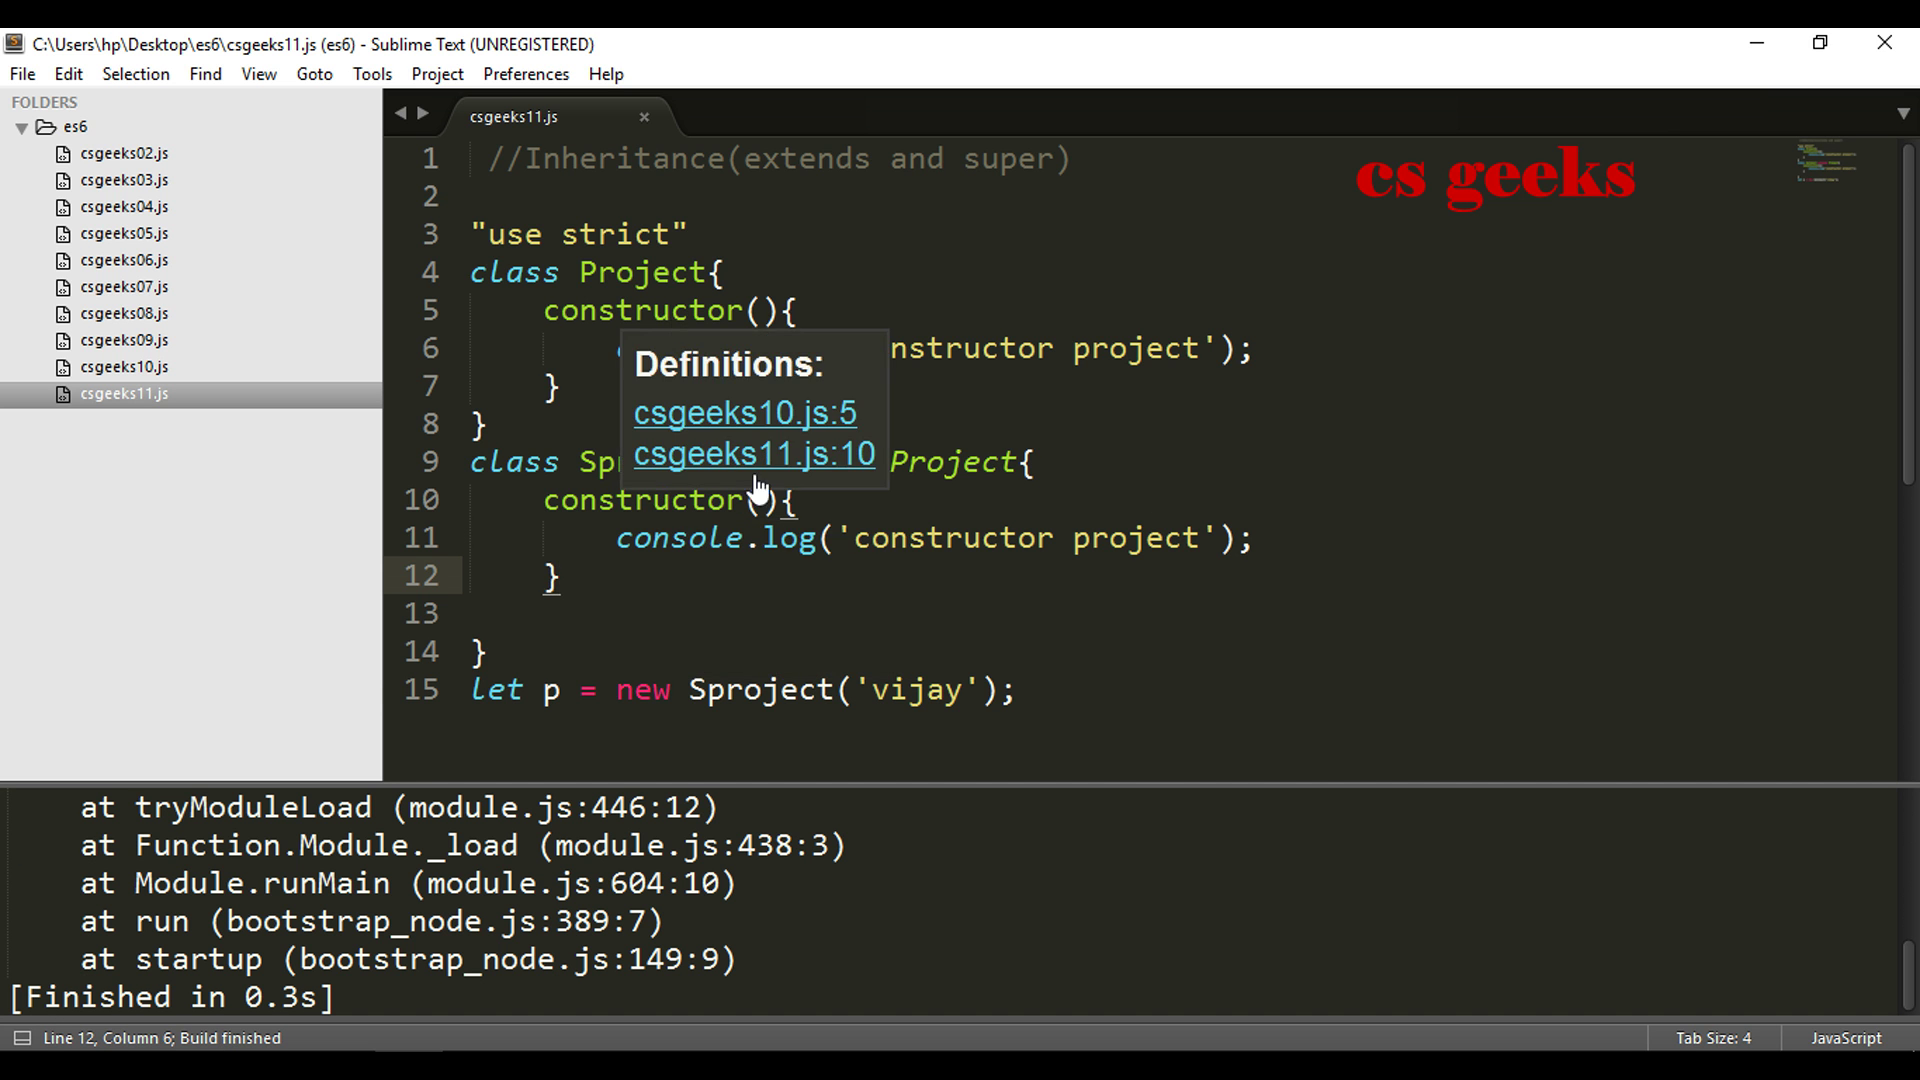 C:\Users\hp\Desktop\es6\csgeeks11.js (es6) - Sublime Text (UNREGISTERED)
File Edit Selection Find View Goto Tools Project Preferences Help
FOLDERS
es6
csgeeks02.js
csgeeks03.js
csgeeks04.js
csgeeks05.js
csgeeks06.js
csgeeks07.js
csgeeks08.js
csgeeks09.js
csgeeks10.js
csgeeks11.js
csgeeks11.js
cs geeks
1 //Inheritance(extends and super)
2
3 "use strict"
4 class Project{
5 constructor(){
6 nstructor project');
7 }
8 }
9 class Sp Project{
10 constructor(){
11 console.log('constructor project');
12 }
13
14 }
15 let p = new Sproject('vijay');
Definitions:
csgeeks10.js:5
csgeeks11.js:10
at tryModuleLoad (module.js:446:12)
at Function.Module._load (module.js:438:3)
at Module.runMain (module.js:604:10)
at run (bootstrap_node.js:389:7)
at startup (bootstrap_node.js:149:9)
[Finished in 0.3s]
Line 12, Column 6; Build finished
Tab Size: 4
JavaScript